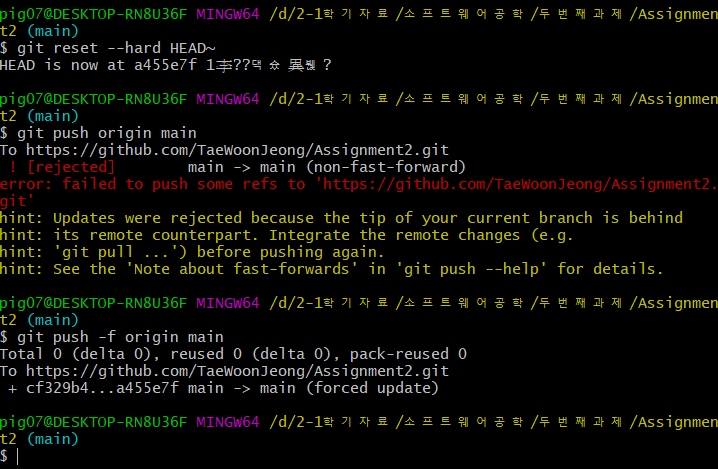 pig07@DESKTOP-RN8U36F MINGW64 /d/2-1학기자료/소프트웨어공학/두번째과제/Assignmen
t2 (main)
$ git reset --hard HEAD~
HEAD is now at a455e7f 1李??댁 슜 異붽 ?
pig07@DESKTOP-RN8U36F MINGW64 /d/2-1학기자료/소프트웨어공학/두번째과제/Assignmen
t2 (main)
$ git push origin main
To https://github.com/TaeWoonJeong/Assignment2.git
 ! [rejected]        main -> main (non-fast-forward)
error: failed to push some refs to 'https://github.com/TaeWoonJeong/Assignment2.
git'
hint: Updates were rejected because the tip of your current branch is behind
hint: its remote counterpart. Integrate the remote changes (e.g.
hint: 'git pull ...') before pushing again.
hint: See the 'Note about fast-forwards' in 'git push --help' for details.
pig07@DESKTOP-RN8U36F MINGW64 /d/2-1학기자료/소프트웨어공학/두번째과제/Assignmen
t2 (main)
$ git push -f origin main
Total 0 (delta 0), reused 0 (delta 0), pack-reused 0
To https://github.com/TaeWoonJeong/Assignment2.git
 + cf329b4...a455e7f main -> main (forced update)
pig07@DESKTOP-RN8U36F MINGW64 /d/2-1학기자료/소프트웨어공학/두번째과제/Assignmen
t2 (main)
$